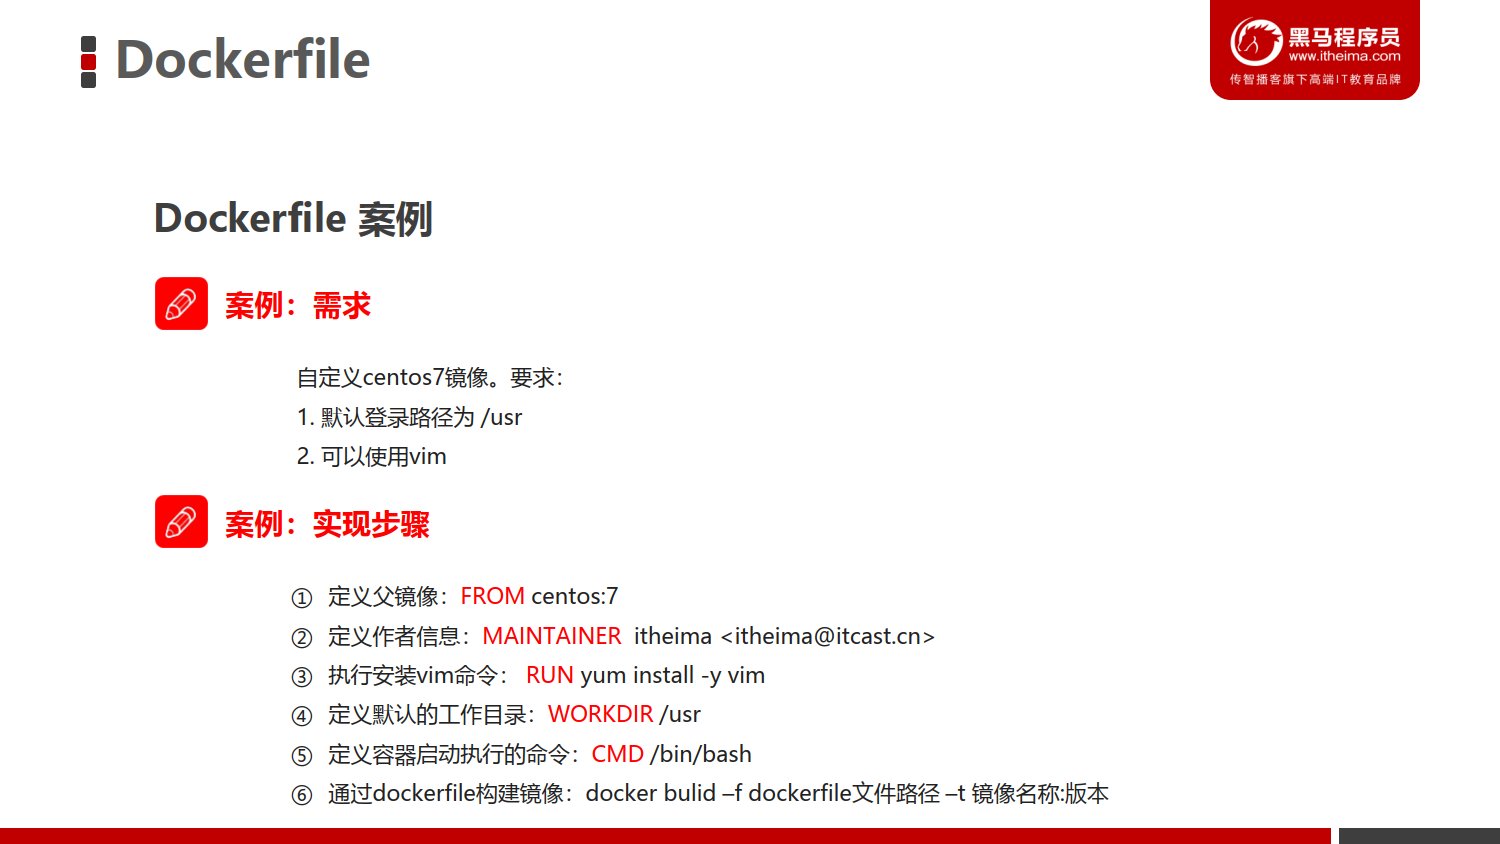 Dockerfile
黑马程序员
www.itheima.com
传智播客旗下高端IT教育品牌
Dockerfile 案例
案例：需求
自定义centos7镜像。要求：
1. 默认登录路径为 /usr
2. 可以使用vim
案例：实现步骤
① 定义父镜像：FROM centos:7
② 定义作者信息：MAINTAINER  itheima <itheima@itcast.cn>
③ 执行安装vim命令： RUN yum install -y vim
④ 定义默认的工作目录：WORKDIR /usr
⑤ 定义容器启动执行的命令：CMD /bin/bash
⑥ 通过dockerfile构建镜像：docker bulid –f dockerfile文件路径 –t 镜像名称:版本